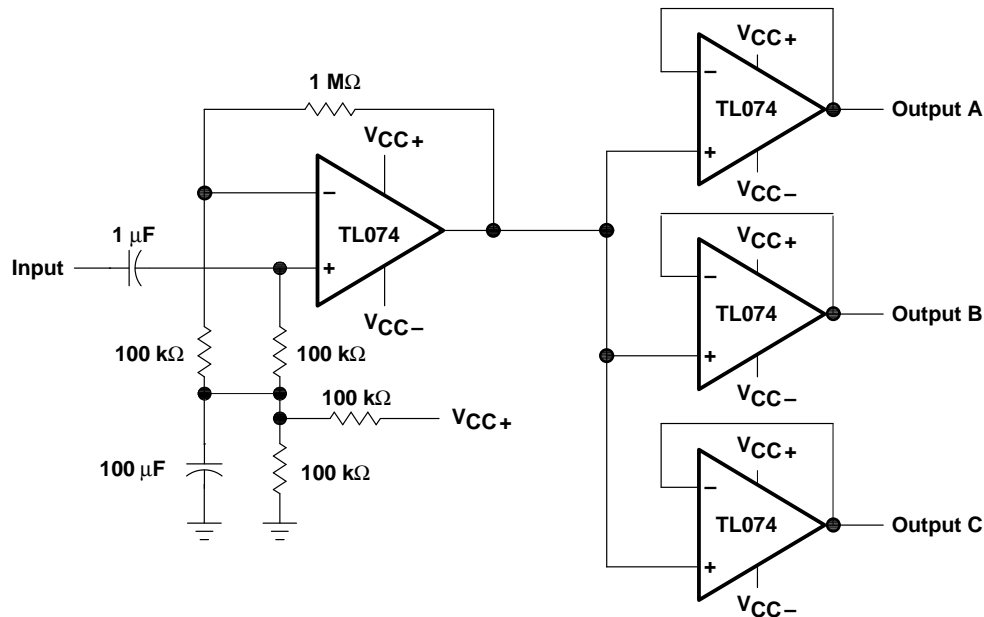 1 MΩ
VCC+
−
TL074
+
VCC−
1 μF
Input
100 kΩ
100 kΩ
100 kΩ
VCC+
100 μF
100 kΩ
VCC+
−
TL074
+
VCC−
Output A
VCC+
−
TL074
+
VCC−
Output B
VCC+
−
TL074
+
VCC−
Output C